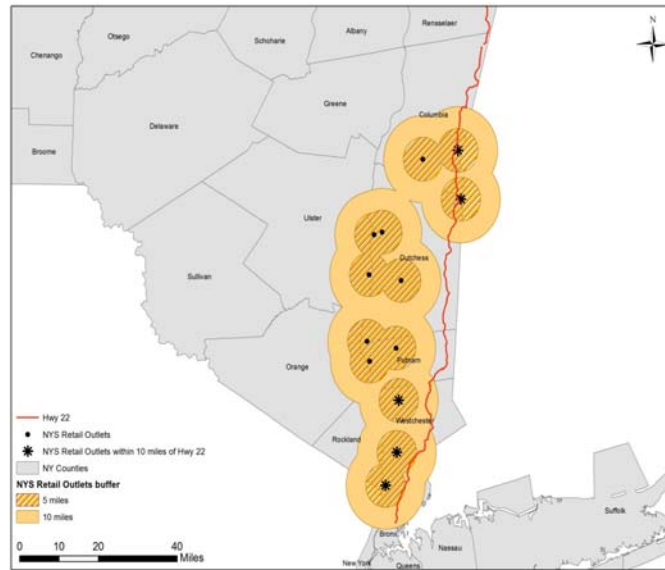 Rensselaer
Otsego
Schoharie
Albany
Chenango
N
Greene
Columbia
Delaware
Broome
Ulster
Dutchess
Sullivan
Orange
Putnam
Westchester
Rockland
Hwy 22
NYS Retail Outlets
NYS Retail Outlets within 10 miles of Hwy 22
NY Counties
NYS Retail Outlets buffer
5 miles
10 miles
Suffolk
Bronx
Nassau
New York
Queens
0 10 20 40
Miles